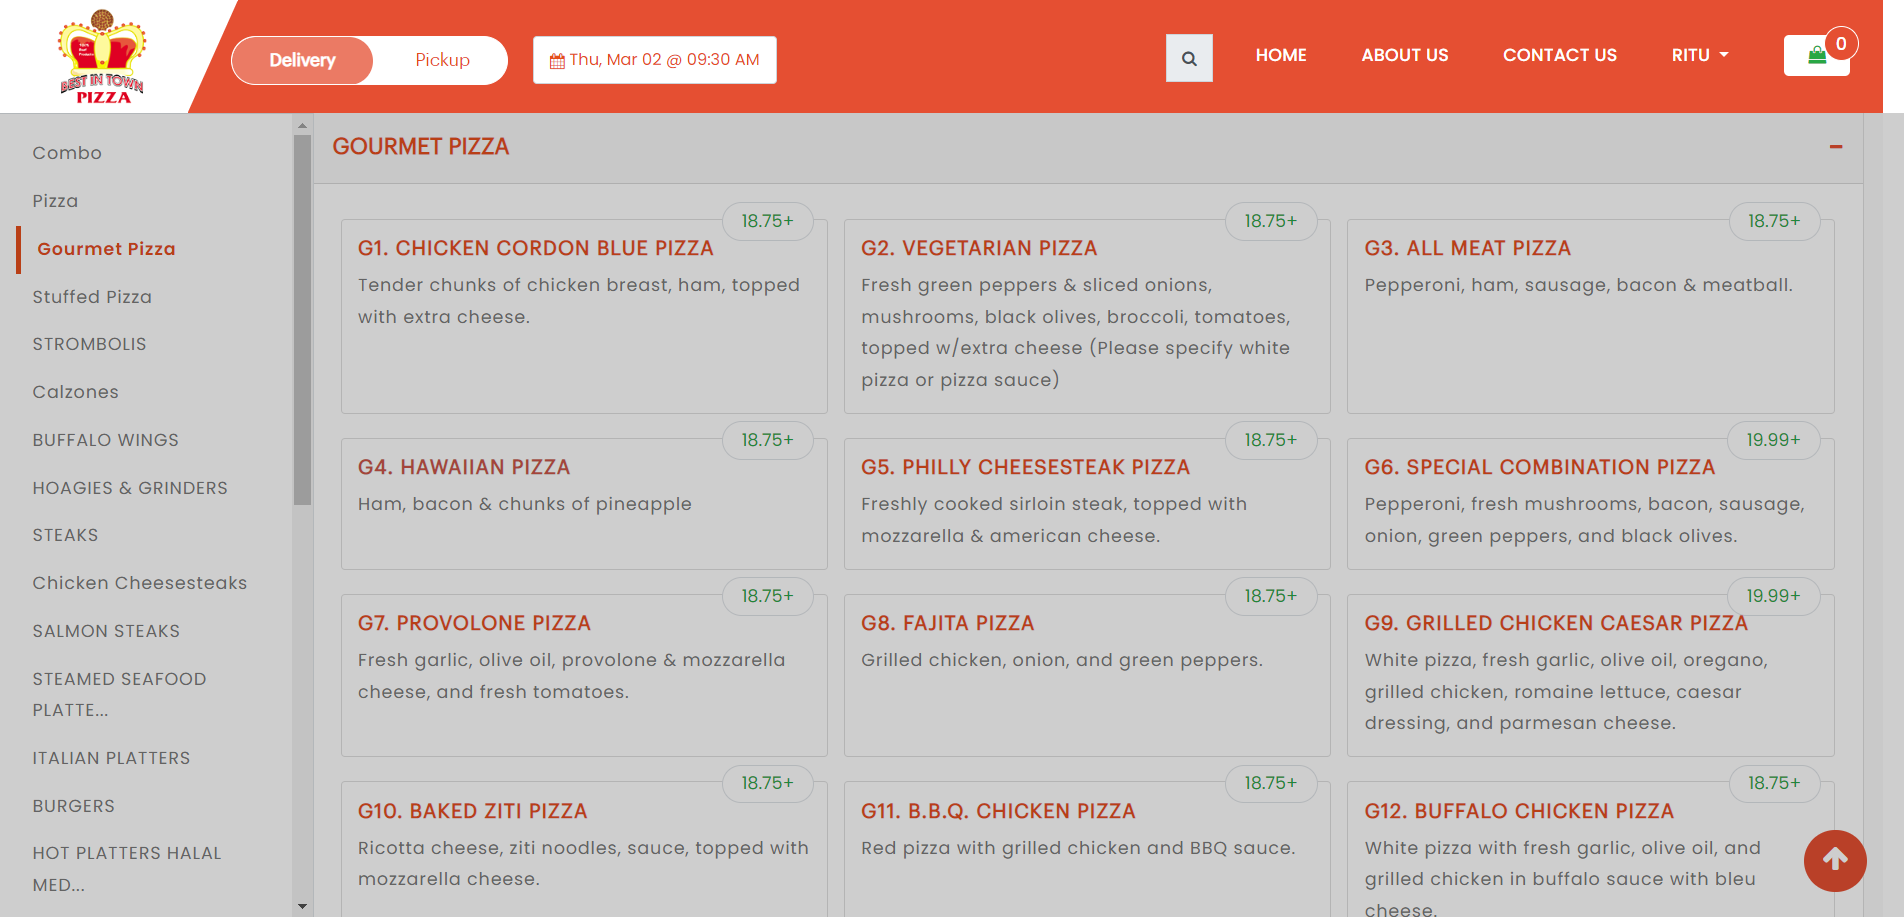 BEST IN TOWN
PIZZA
Delivery
Pickup
Thu, Mar 02 @ 09:30 AM
HOME
ABOUT US
CONTACT US
RITU
0
Combo
Pizza
Gourmet Pizza
Stuffed Pizza
STROMBOLIS
Calzones
BUFFALO WINGS
HOAGIES & GRINDERS
STEAKS
Chicken Cheesesteaks
SALMON STEAKS
STEAMED SEAFOOD
PLATTE...
ITALIAN PLATTERS
BURGERS
HOT PLATTERS HALAL
MED...
GOURMET PIZZA
18.75+
G1. CHICKEN CORDON BLUE PIZZA
Tender chunks of chicken breast, ham, topped
with extra cheese.
18.75+
G2. VEGETARIAN PIZZA
Fresh green peppers & sliced onions,
mushrooms, black olives, broccoli, tomatoes,
topped w/extra cheese (Please specify white
pizza or pizza sauce)
18.75+
G3. ALL MEAT PIZZA
Pepperoni, ham, sausage, bacon & meatball.
18.75+
G4. HAWAIIAN PIZZA
Ham, bacon & chunks of pineapple
18.75+
G5. PHILLY CHEESESTEAK PIZZA
Freshly cooked sirloin steak, topped with
mozzarella & american cheese.
19.99+
G6. SPECIAL COMBINATION PIZZA
Pepperoni, fresh mushrooms, bacon, sausage,
onion, green peppers, and black olives.
18.75+
G7. PROVOLONE PIZZA
Fresh garlic, olive oil, provolone & mozzarella
cheese, and fresh tomatoes.
18.75+
G8. FAJITA PIZZA
Grilled chicken, onion, and green peppers.
19.99+
G9. GRILLED CHICKEN CAESAR PIZZA
White pizza, fresh garlic, olive oil, oregano,
grilled chicken, romaine lettuce, caesar
dressing, and parmesan cheese.
18.75+
G10. BAKED ZITI PIZZA
Ricotta cheese, ziti noodles, sauce, topped with
mozzarella cheese.
18.75+
G11. B.B.Q. CHICKEN PIZZA
Red pizza with grilled chicken and BBQ sauce.
18.75+
G12. BUFFALO CHICKEN PIZZA
White pizza with fresh garlic, olive oil, and
grilled chicken in buffalo sauce with bleu
cheese.